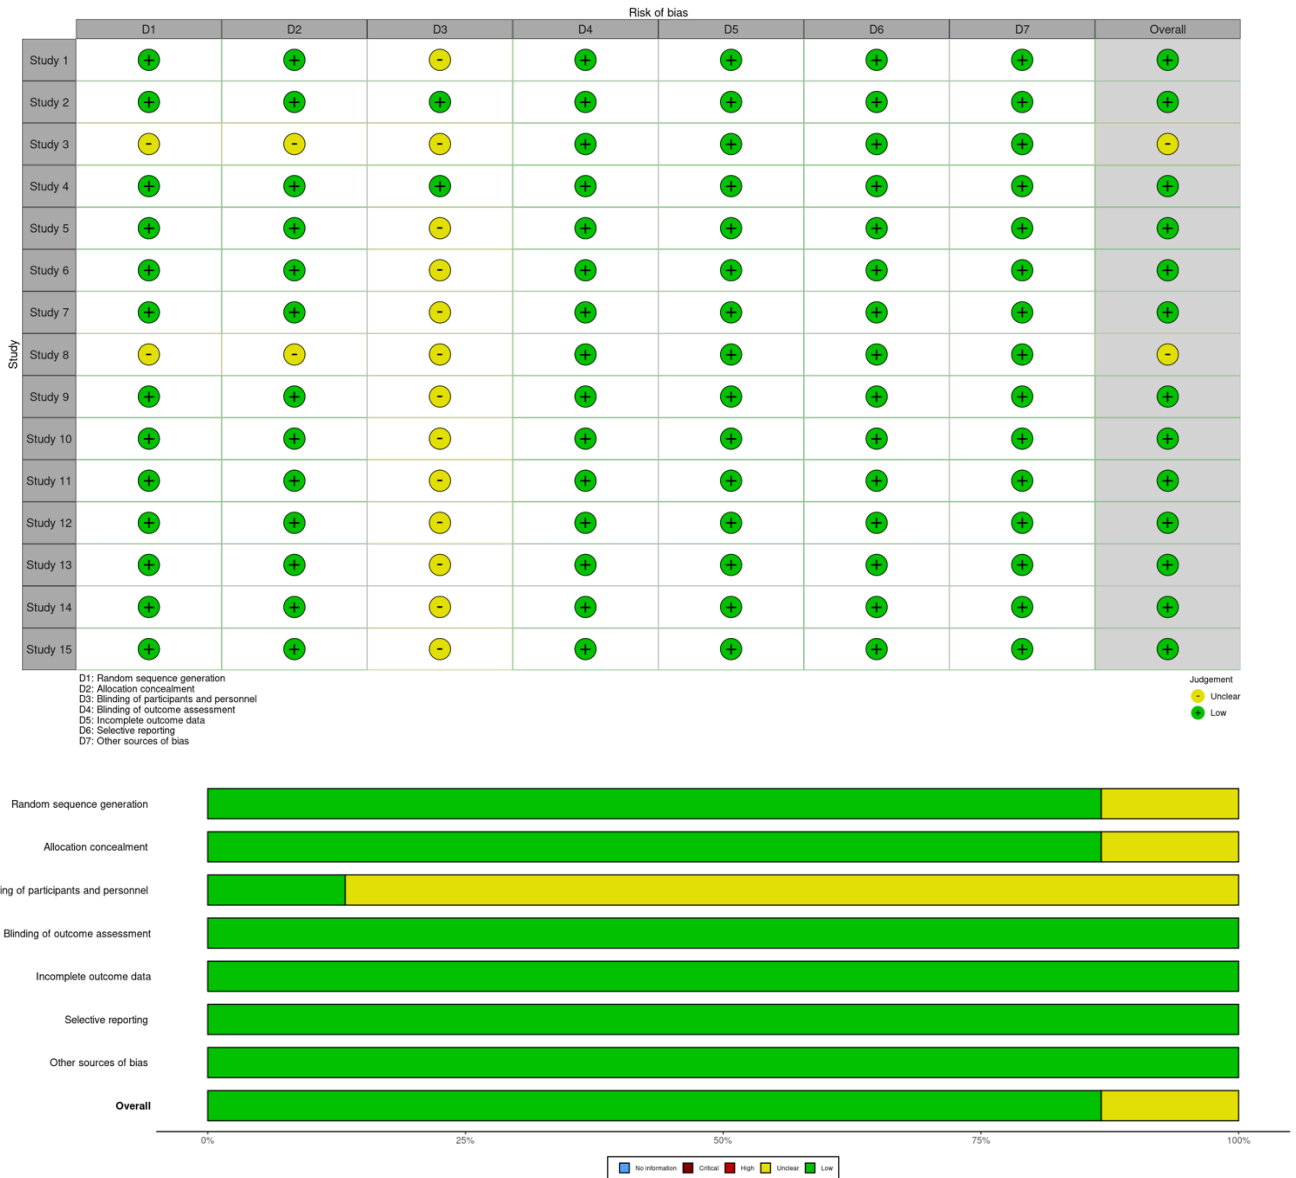 Risk of bias
D1 D2 D3 D4 D5 D6 D7 Overall
Study 1 + + - + + + + +
Study 2 + + + + + + + +
Study 3 - - - + + + + -
Study 4 + + + + + + + +
Study 5 + + - + + + + +
Study 6 + + - + + + + +
Study 7 + + - + + + + +
Study 8 - - - + + + + -
Study 9 + + - + + + + +
Study 10 + + - + + + + +
Study 11 + + - + + + + +
Study 12 + + - + + + + +
Study 13 + + - + + + + +
Study 14 + + - + + + + +
Study 15 + + - + + + + +
Study
D1: Random sequence generation
D2: Allocation concealment
D3: Blinding of participants and personnel
D4: Blinding of outcome assessment
D5: Incomplete outcome data
D6: Selective reporting
D7: Other sources of bias
Judgement
- Unclear
+ Low
Random sequence generation
Allocation concealment
ing of participants and personnel
Blinding of outcome assessment
Incomplete outcome data
Selective reporting
Other sources of bias
Overall
0% 25% 50% 75% 100%
No information Critical High Unclear Low